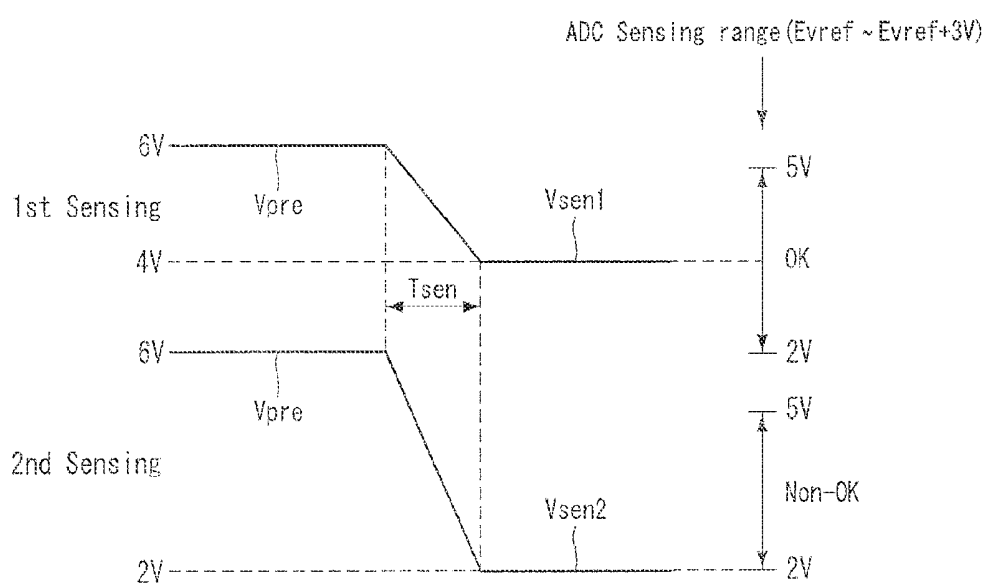 ADC Sensing range(Evref ~ Evref+3V)
6V
5V
Vpre
Vsen1
1st Sensing
4V
OK
Tsen
6V
2V
Vpre
5V
2nd Sensing
Non-OK
Vsen2
2V
2V